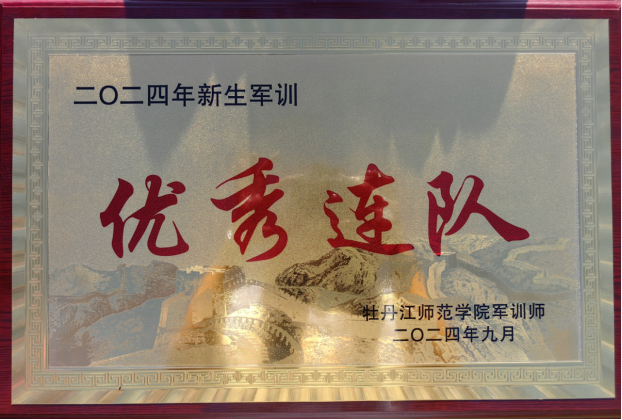 二〇二四年新生军训
优秀连队
牡丹江师范学院军训师
二〇二四年九月